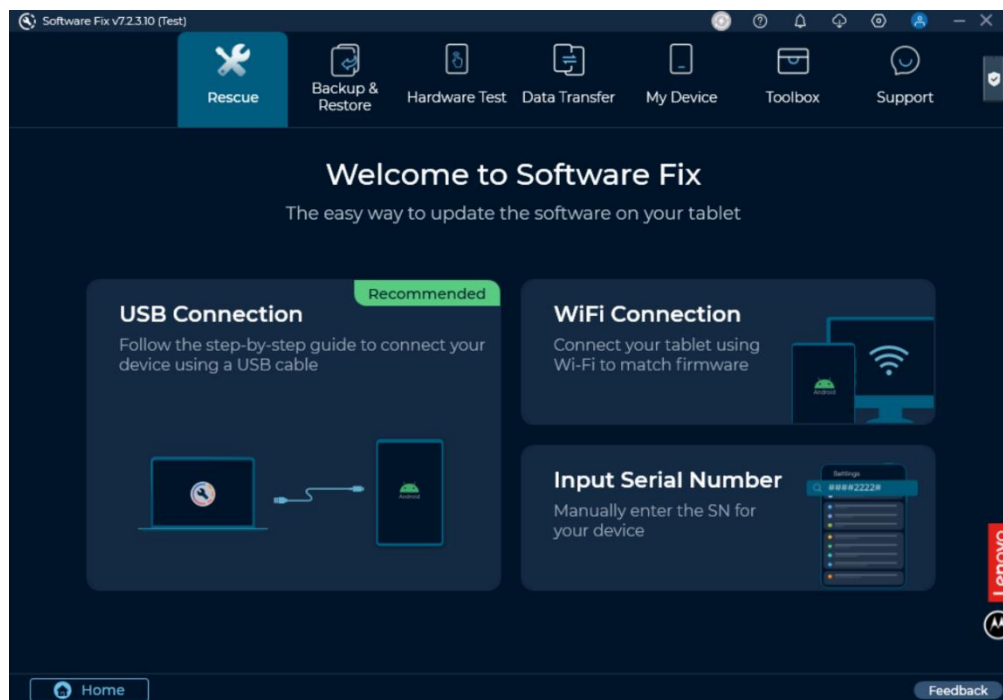 Software Fix v7.2.3.10 (Test)
Rescue
Backup &
Restore
Hardware Test
Data Transfer
My Device
Toolbox
Support
Welcome to Software Fix
The easy way to update the software on your tablet
Recommended
USB Connection
Follow the step-by-step guide to connect your
device using a USB cable
Android
WiFi Connection
Connect your tablet using
Wi-Fi to match firmware
Android
Input Serial Number
Manually enter the SN for
your device
Settings
####2222#
Lenovo
Home
Feedback